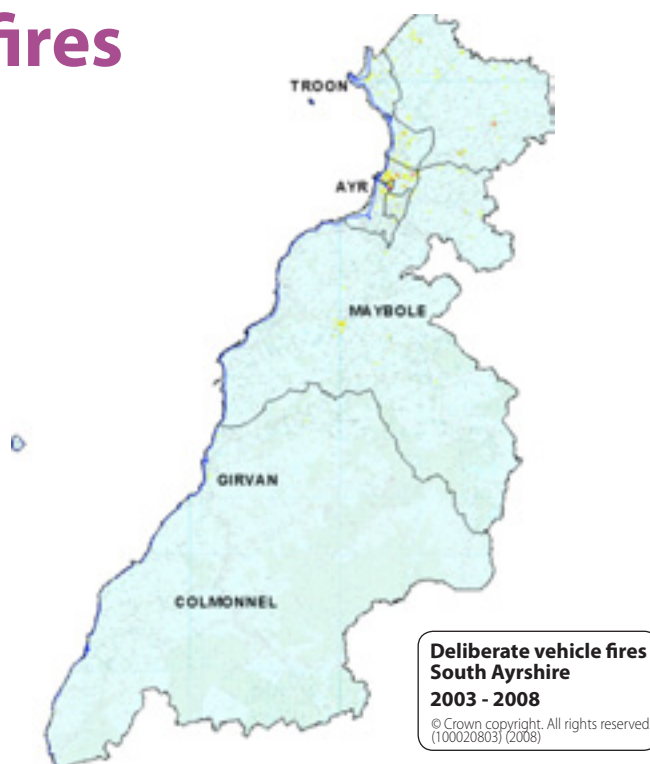 fires
TROON
AYR
MAYBOLE
GIRVAN
COLMONNEL
Deliberate vehicle fires
South Ayrshire
2003 - 2008
© Crown copyright. All rights reserved
(100020803) (2008)